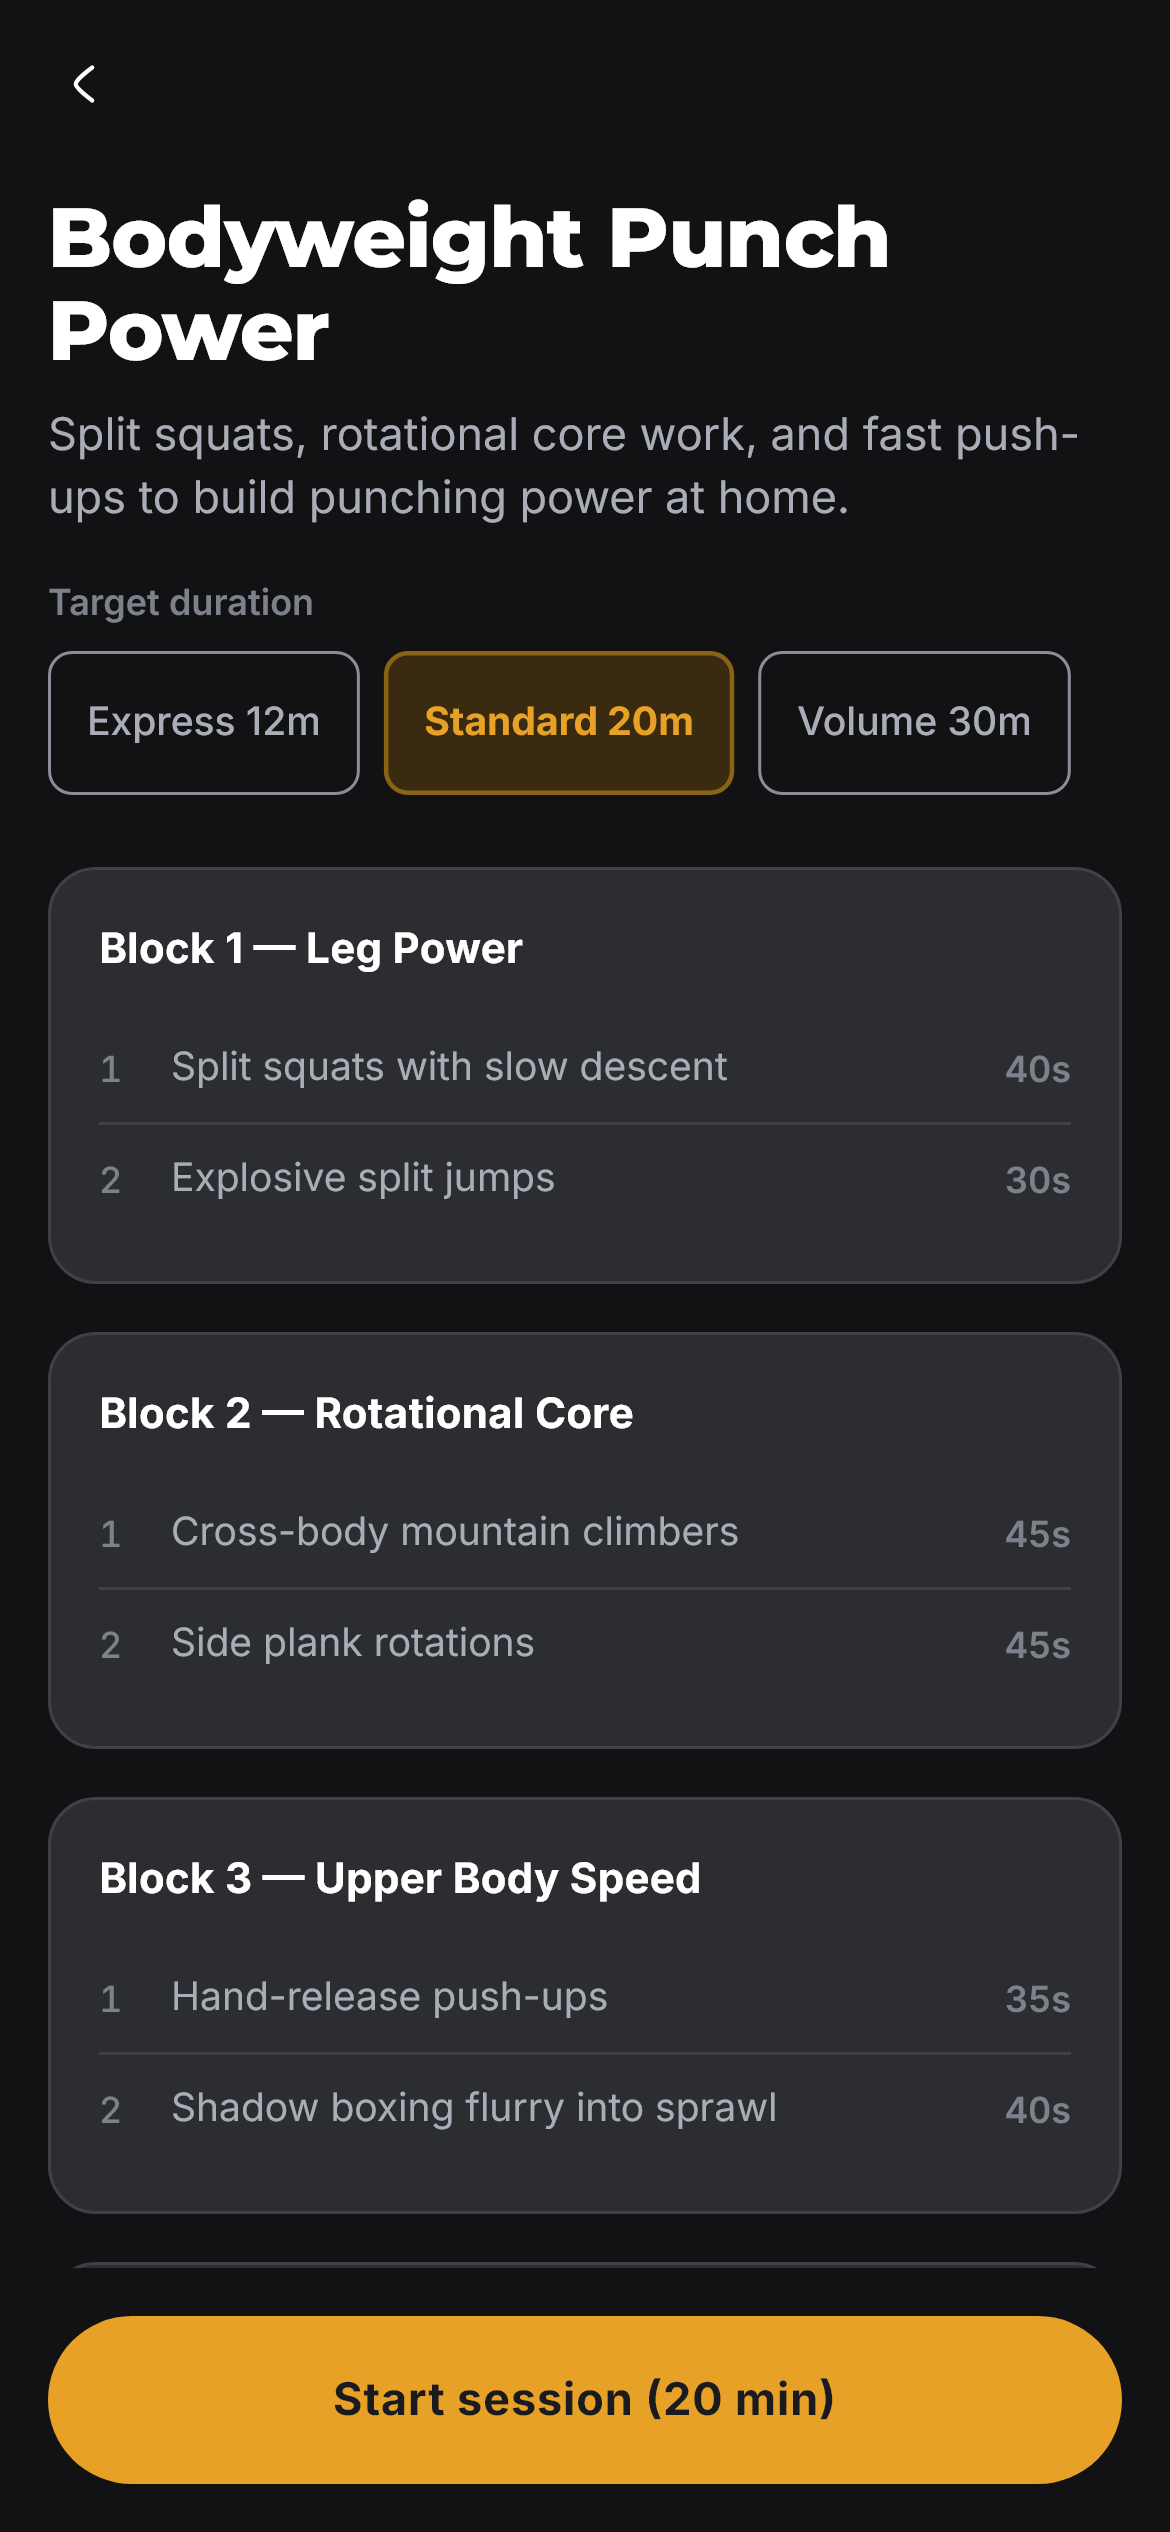 Bodyweight Punch
Power
Split squats, rotational core work, and fast push-
ups to build punching power at home.
Target duration
Express 12m
Standard 20m
Volume 30m
Block 1 — Leg Power
1 Split squats with slow descent 40s
2 Explosive split jumps 30s
Block 2 — Rotational Core
1 Cross-body mountain climbers 45s
2 Side plank rotations 45s
Block 3 — Upper Body Speed
1 Hand-release push-ups 35s
2 Shadow boxing flurry into sprawl 40s
Start session (20 min)